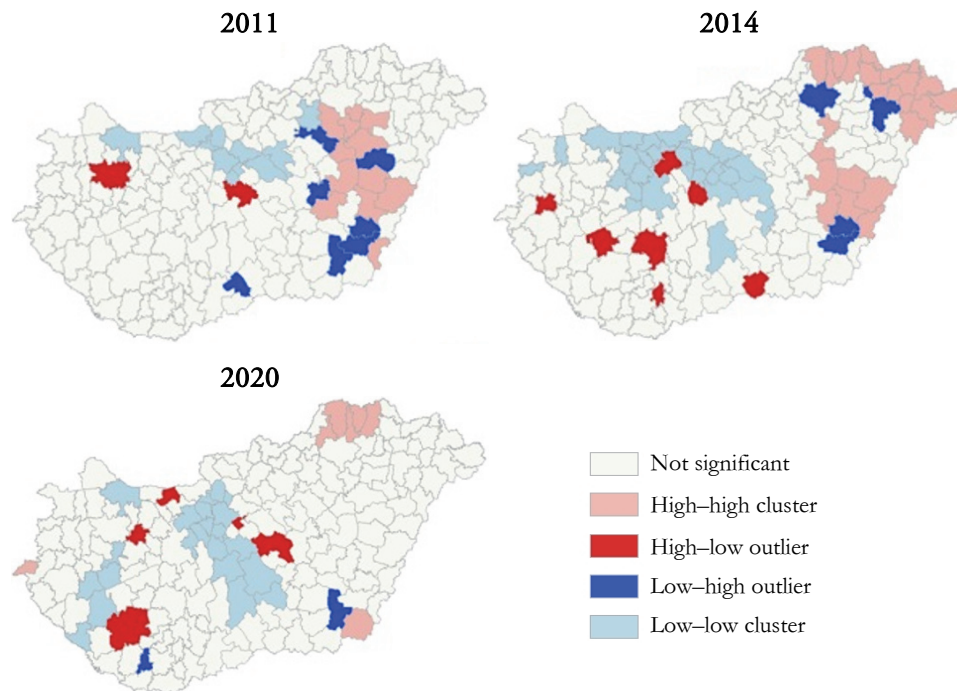 2011
2014
2020
Not significant
High–high cluster
High–low outlier
Low–high outlier
Low–low cluster